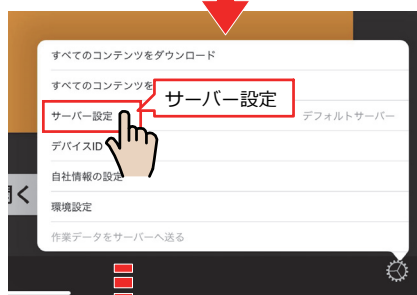 すべてのコンテンツをダウンロード
すべてのコンテンツを
サーバー設定
サーバー設定
デフォルトサーバー
デバイスID
自社情報の設定
環境設定
作業データをサーバーへ送る
く